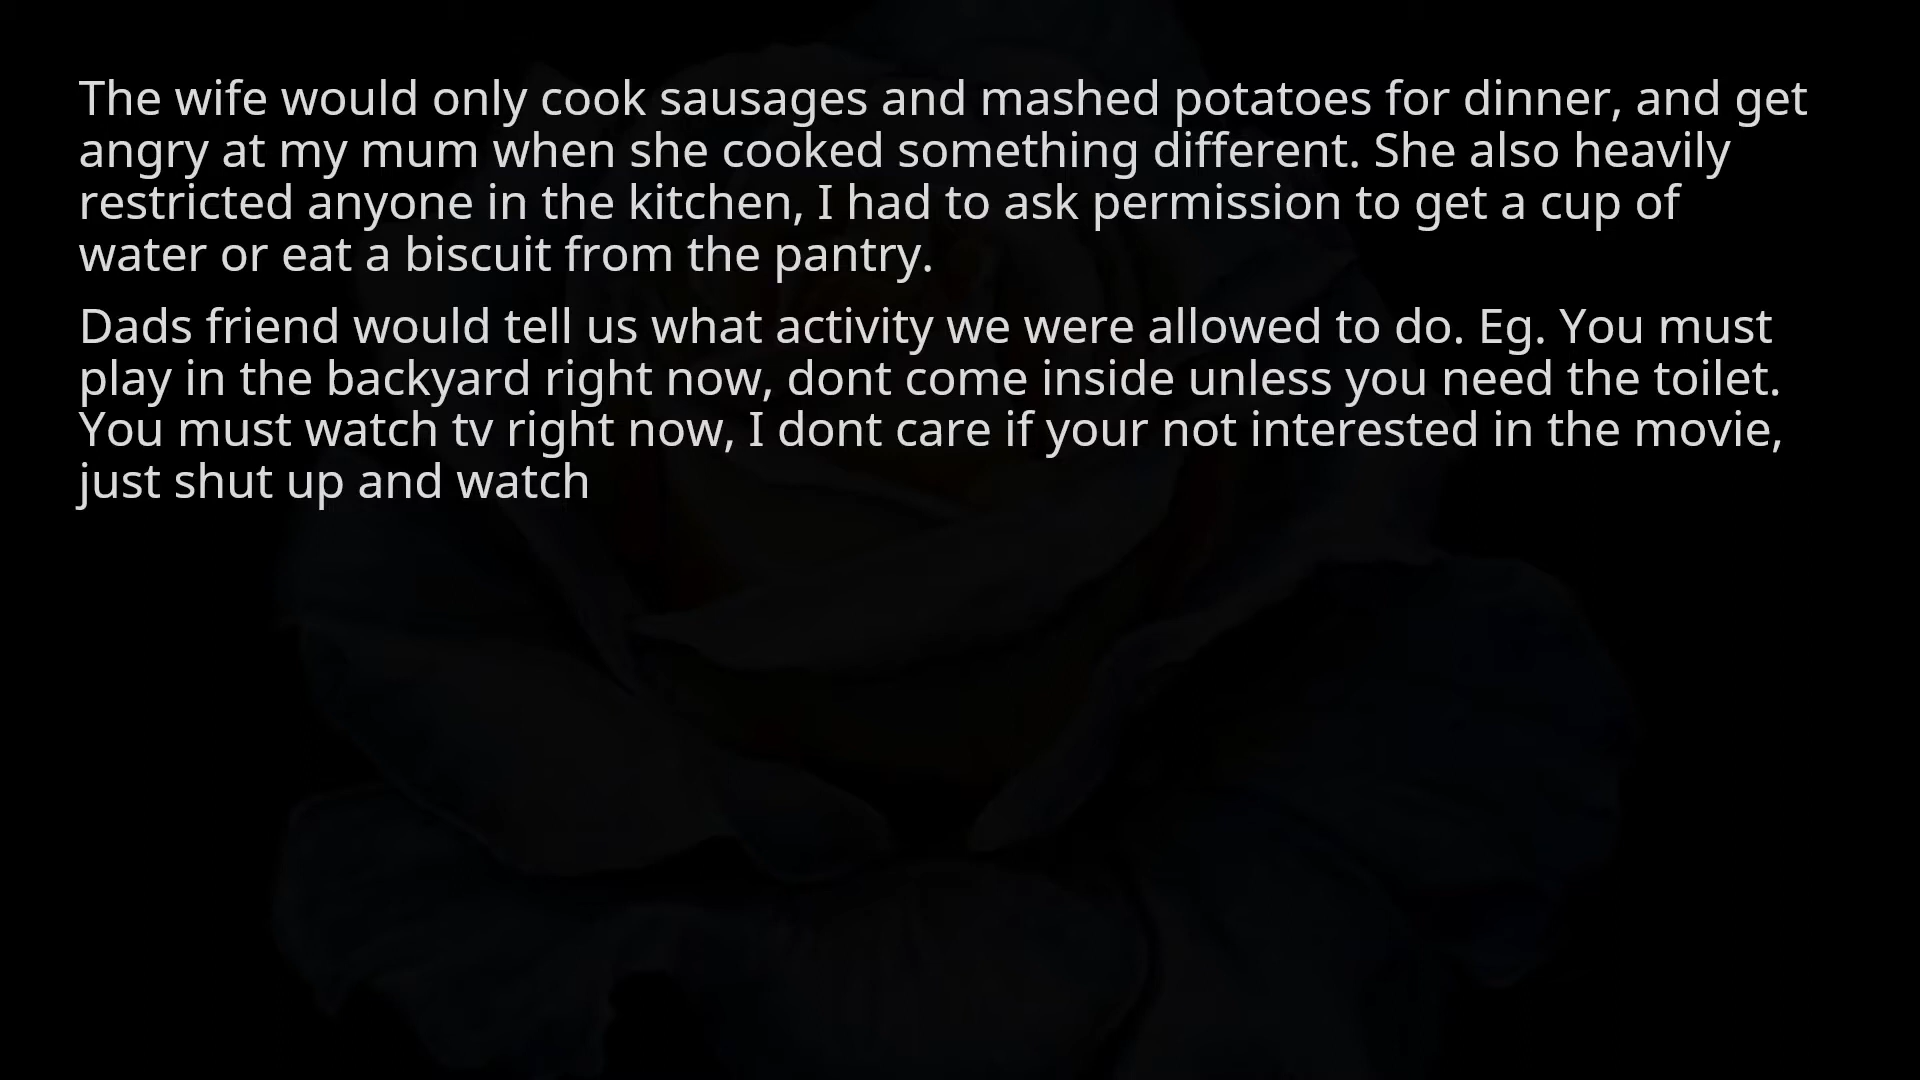 The wife would only cook sausages and mashed potatoes for dinner, and get
angry at my mum when she cooked something different. She also heavily
restricted anyone in the kitchen, I had to ask permission to get a cup of
water or eat a biscuit from the pantry.
Dads friend would tell us what activity we were allowed to do. Eg. You must
play in the backyard right now, dont come inside unless you need the toilet.
You must watch tv right now, I dont care if your not interested in the movie,
just shut up and watch